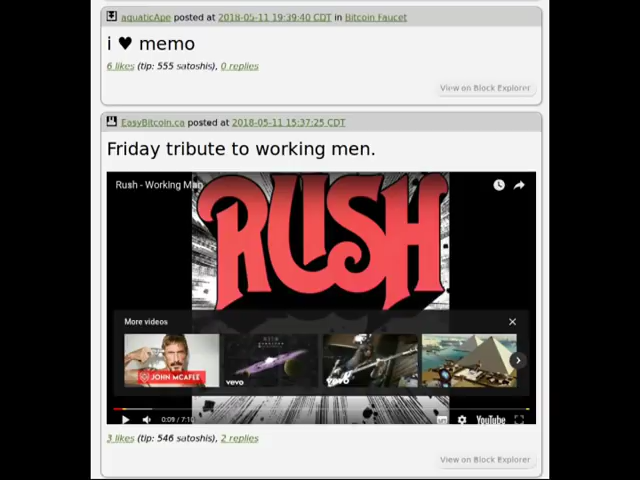 aquaticApe posted at 2018-05-11 19:39:40 CDT in Bitcoin Faucet
i ♥ memo
6 likes (tip: 555 satoshis), 0 replies
View on Block Explorer
EasyBitcoin.ca posted at 2018-05-11 15:37:25 CDT
Friday tribute to working men.
Rush - Working Man
RUSH
More videos
JOHN MCAFEE
vevo
vevo
0:09 / 7:10
YouTube
3 likes (tip: 546 satoshis), 2 replies
View on Block Explorer